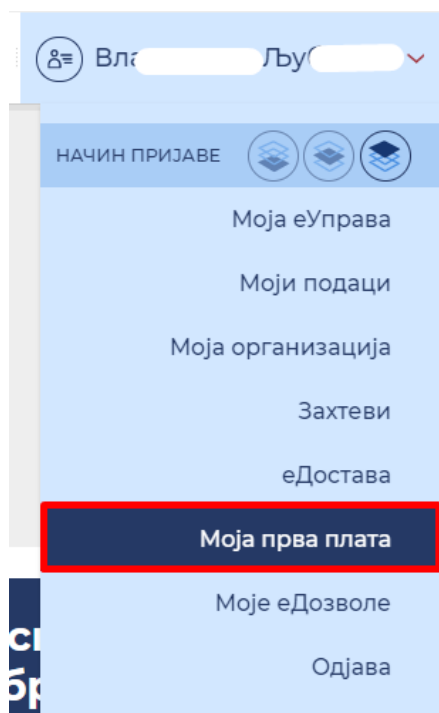 НАЧИН ПРИЈАВЕ
Моја еУправа
Моји подаци
Моја организација
Захтеви
еДостава
Моја прва плата
Моје еДозволе
Одјава